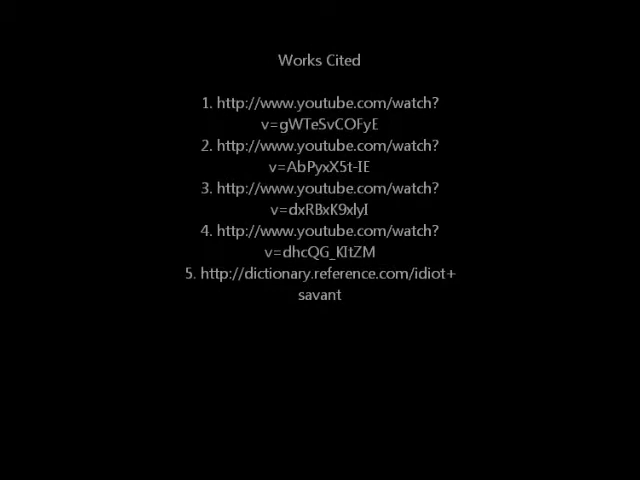 Works Cited
1. http://www.youtube.com/watch?
v=gWTeSvCOFyE
2. http://www.youtube.com/watch?
v=AbPyxX5t-IE
3. http://www.youtube.com/watch?
v=dxRBxK9xlyI
4. http://www.youtube.com/watch?
v=dhcQG_KItZM
5. http://dictionary.reference.com/idiot+
savant